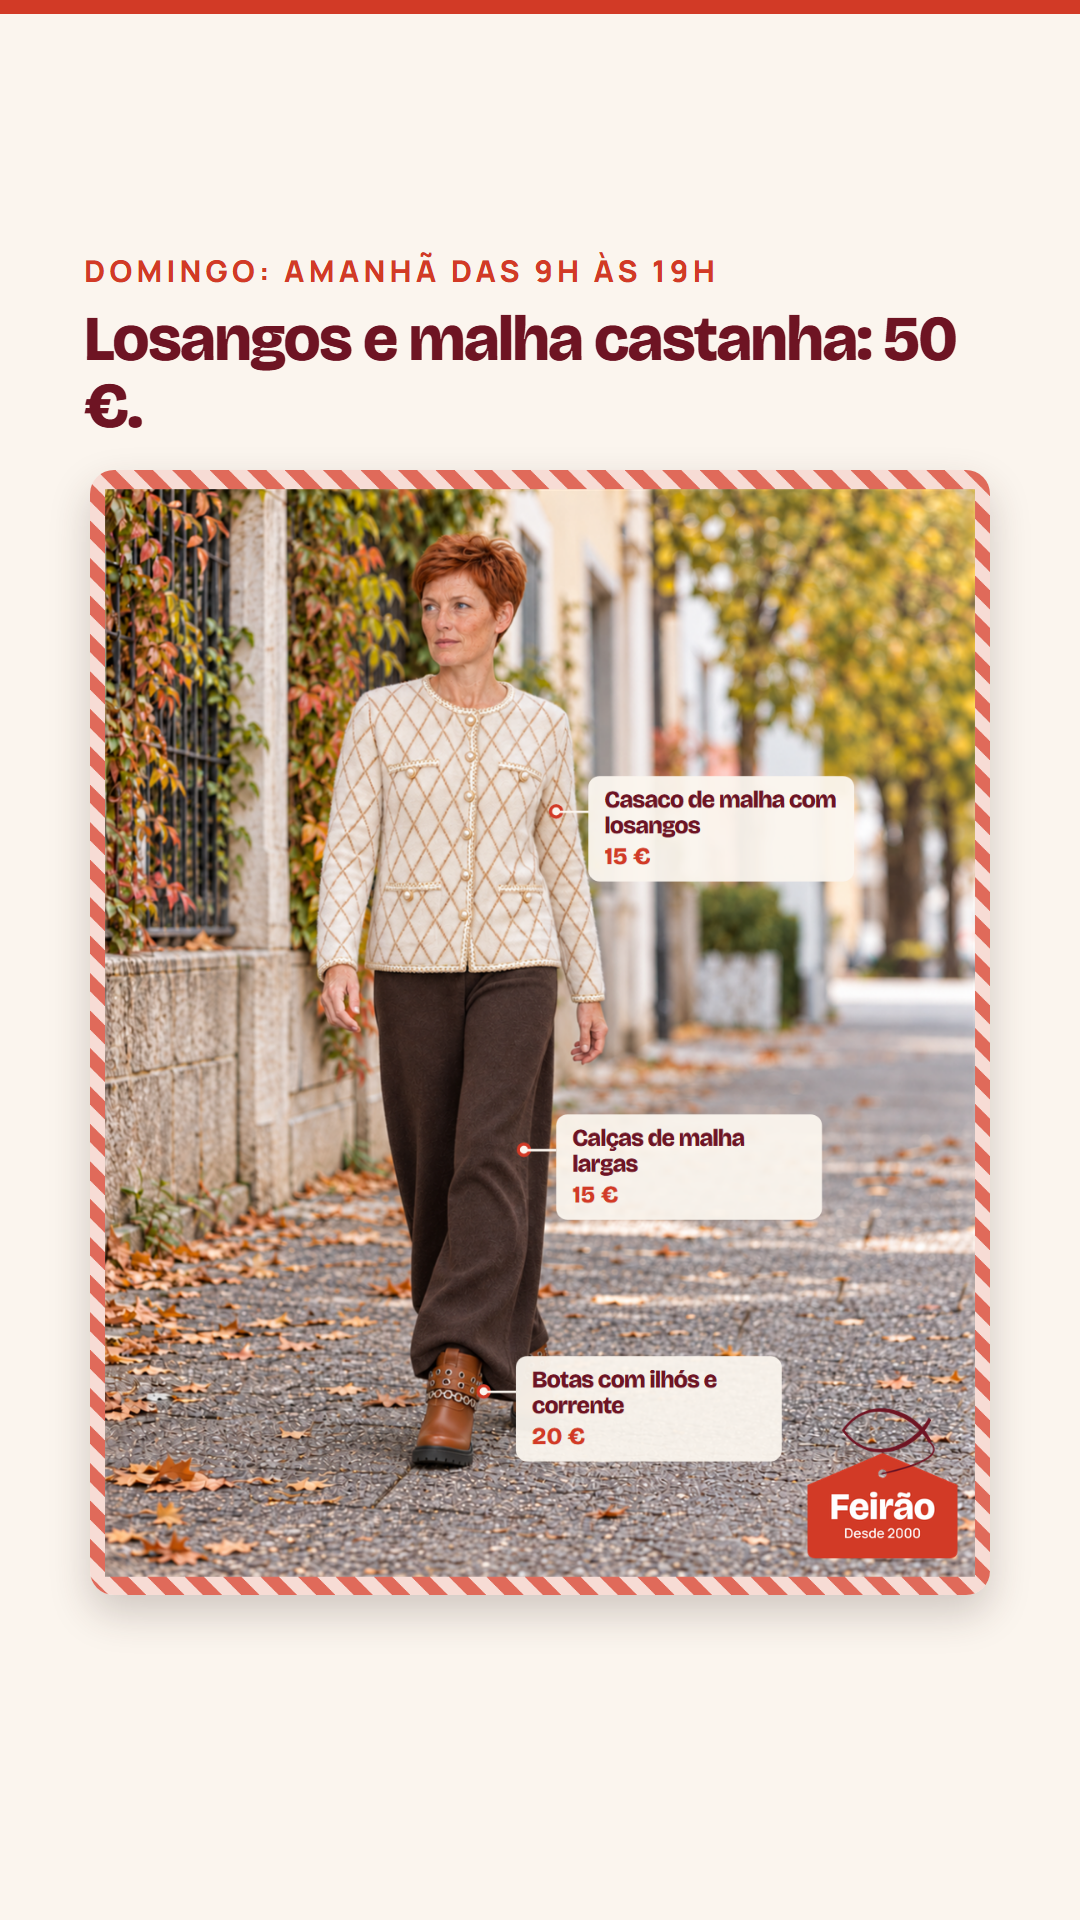 DOMINGO: AMANHÃ DAS 9H ÀS 19H
Losangos e malha castanha: 50
€.
Casaco de malha com
losangos
15 €
Calças de malha
largas
15 €
Botas com ilhós e
corrente
20 €
Feirão
Desde 2000